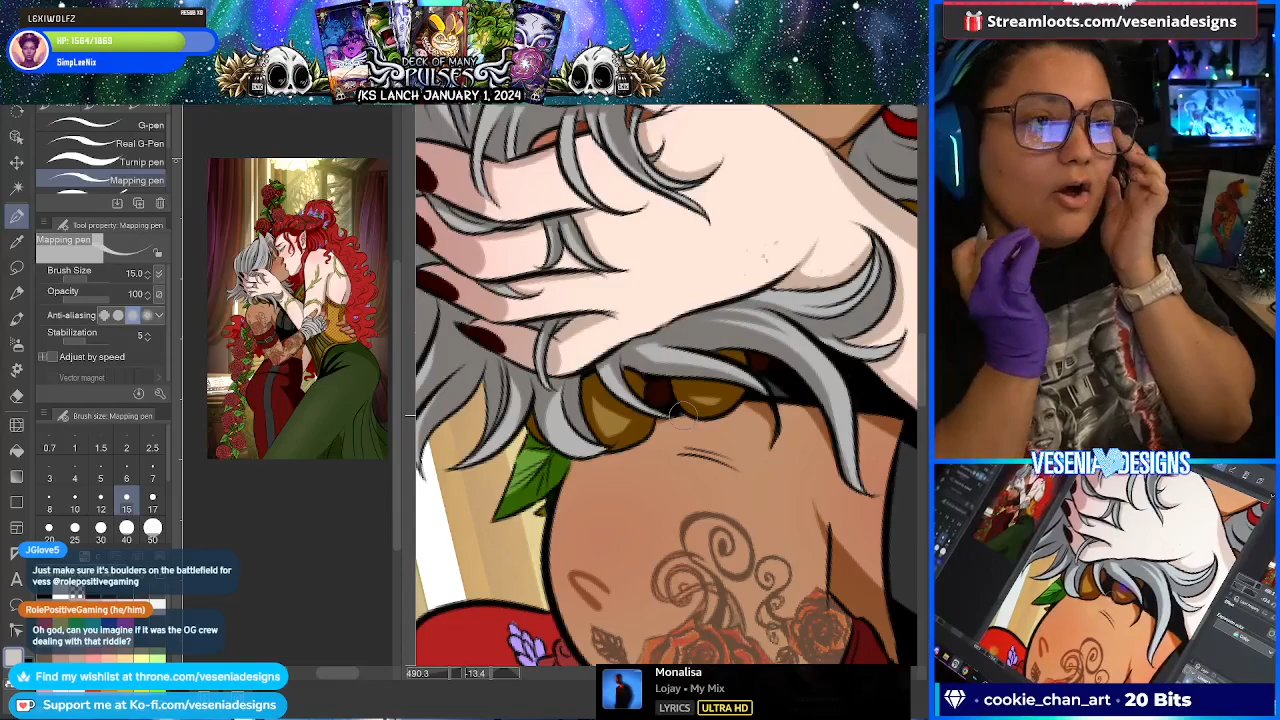 LEXIWOLFZ
HP: 1564/1869
SimpLeeNix
DECK OF MANY
PULSES
!KS LANCH JANUARY 1, 2024
Streamloots.com/veseniadesigns
G-pen
Real G-Pen
Turnip pen
Mapping pen
Tool property: Mapping pen
Mapping pen
Brush Size 15.0
Opacity 100
Anti-aliasing
Stabilization 5
Adjust by speed
Vector magnet
Brush size: Mapping pen
0.7 1 1.5 2 2.5
3 4 5 6 7
8 10 12 15 17
20 25 30 40 50
JGlove5
Just make sure it's boulders on the battlefield for
vess @rolepositivegaming
RolePositiveGaming (he/him)
Oh god, can you imagine if it was the OG crew
dealing with that riddle?
Find my wishlist at throne.com/veseniadesigns
Support me at Ko-fi.com/veseniadesigns
490.3 -13.4
Monalisa
Lojay • My Mix
LYRICS ULTRA HD
VESENIA DESIGNS
cookie_chan_art • 20 Bits